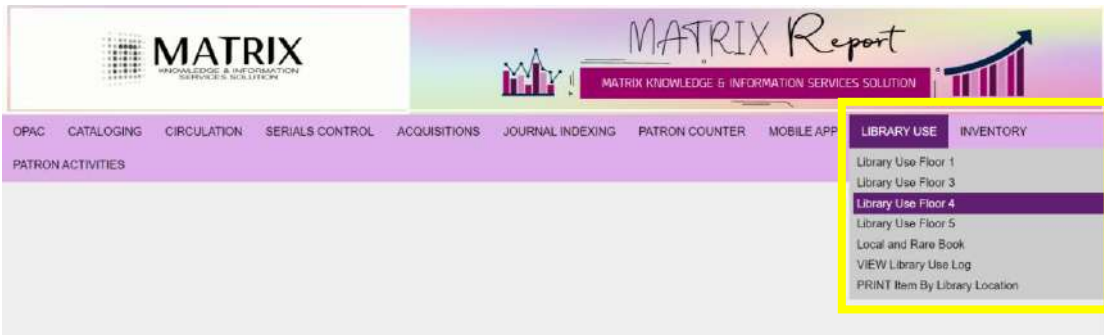 MATRIX
KNOWLEDGE & INFORMATION
SERVICES SOLUTION
MATRIX Report
MATRIX KNOWLEDGE & INFORMATION SERVICES SOLUTION
OPAC CATALOGING CIRCULATION SERIALS CONTROL ACQUISITIONS JOURNAL INDEXING PATRON COUNTER MOBILE APP LIBRARY USE INVENTORY
PATRON ACTIVITIES
Library Use Floor 1
Library Use Floor 3
Library Use Floor 4
Library Use Floor 5
Local and Rare Book
VIEW Library Use Log
PRINT Item By Library Location